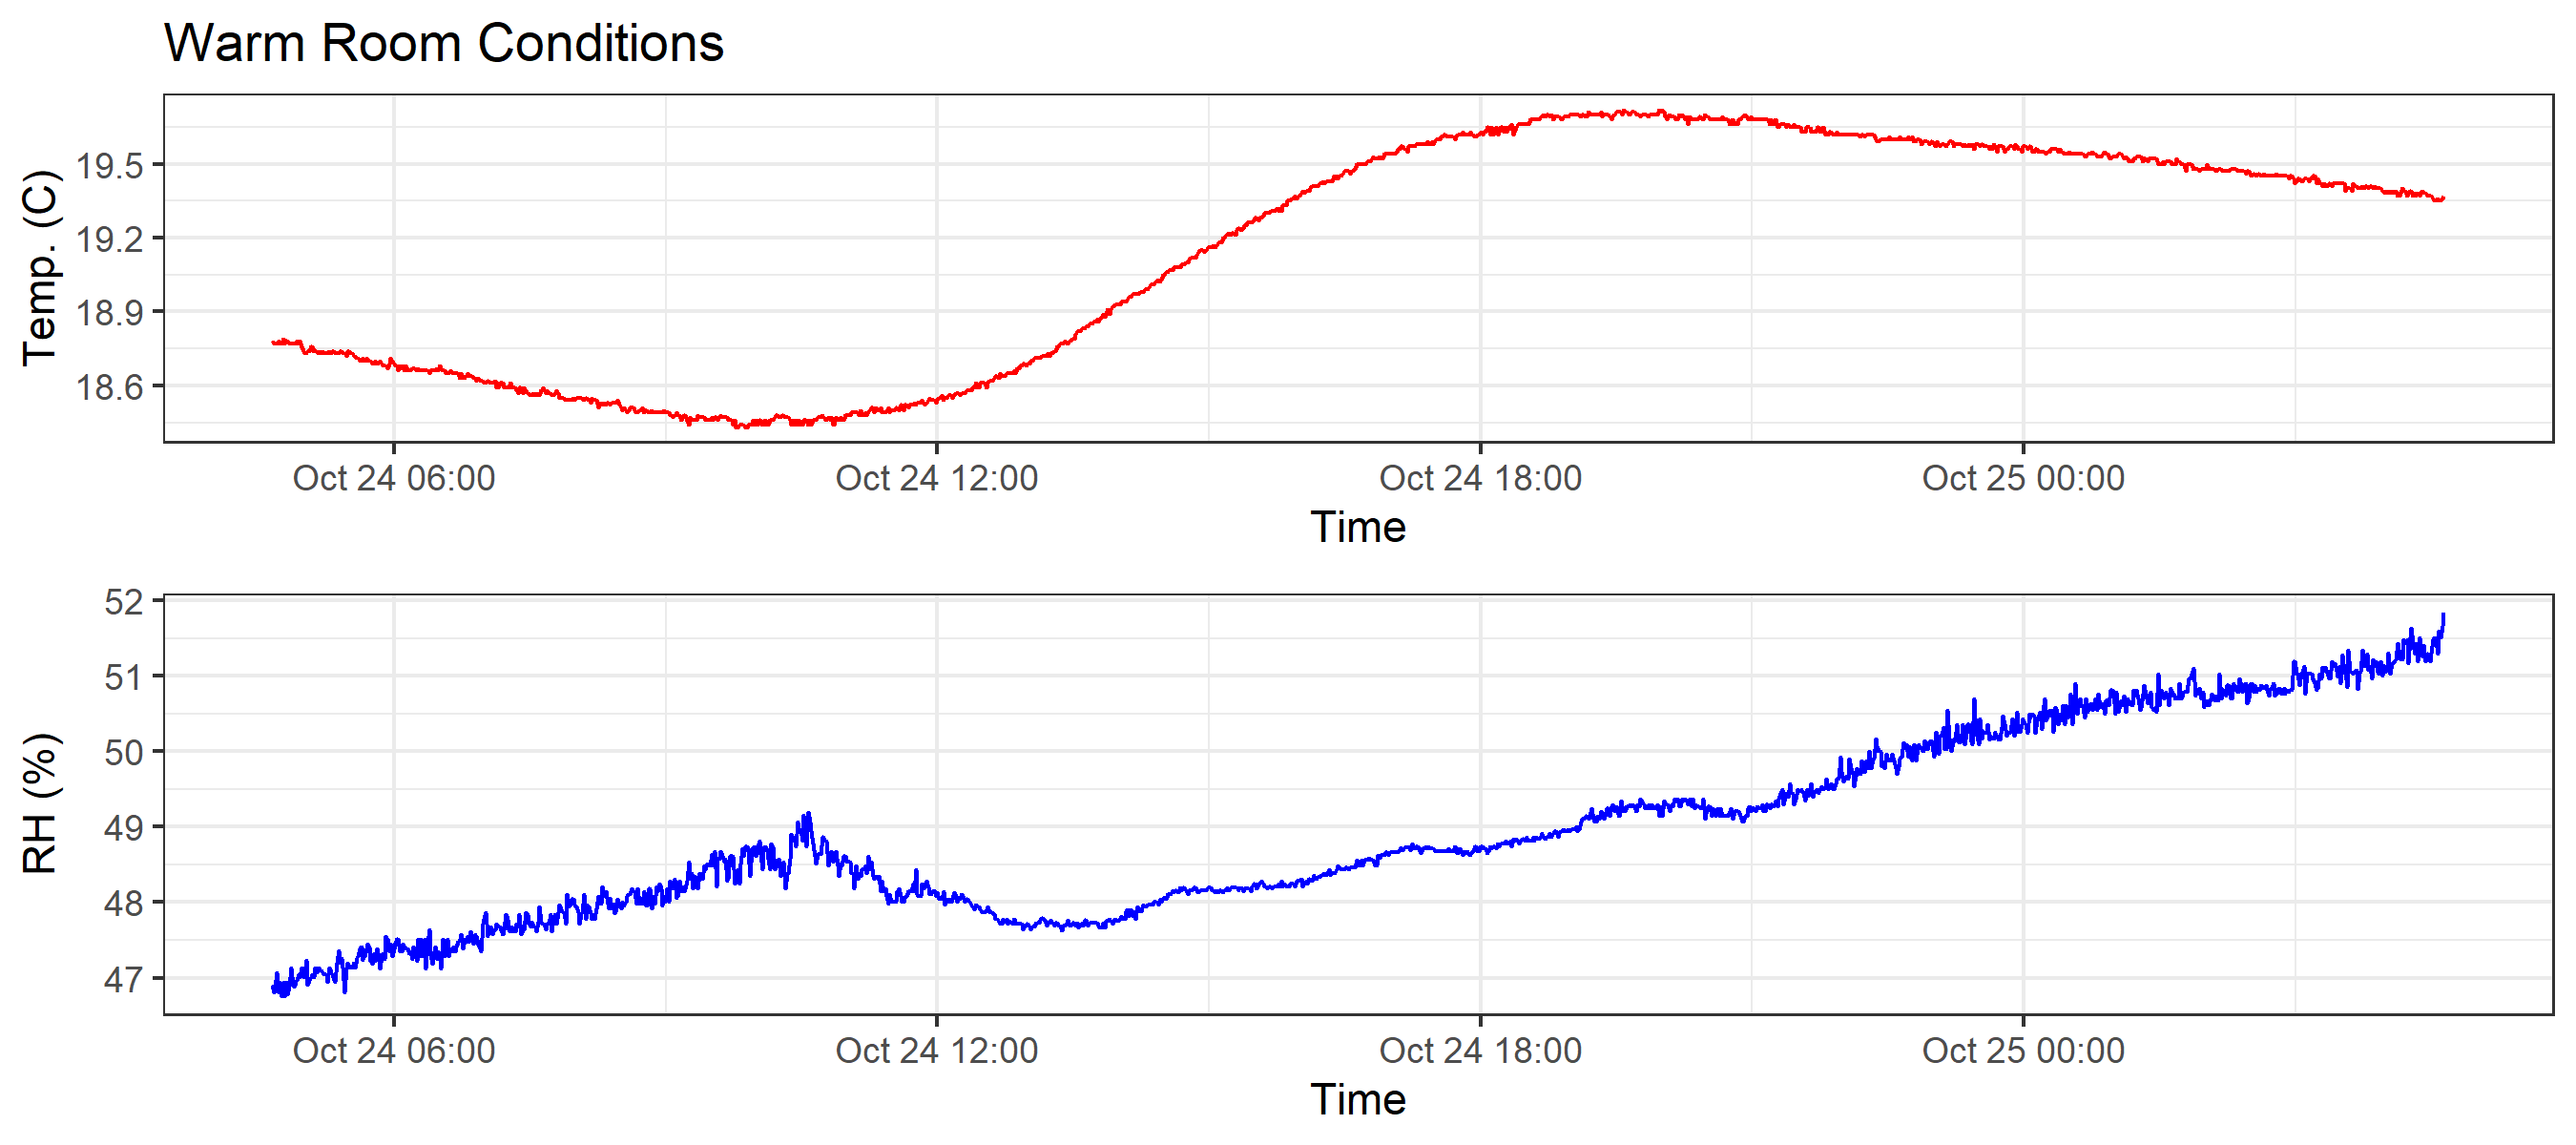 Warm Room Conditions
Temp. (C)
19.5
19.2
18.9
18.6
Oct 24 06:00 Oct 24 12:00 Oct 24 18:00 Oct 25 00:00
Time
RH (%)
52
51
50
49
48
47
Oct 24 06:00 Oct 24 12:00 Oct 24 18:00 Oct 25 00:00
Time